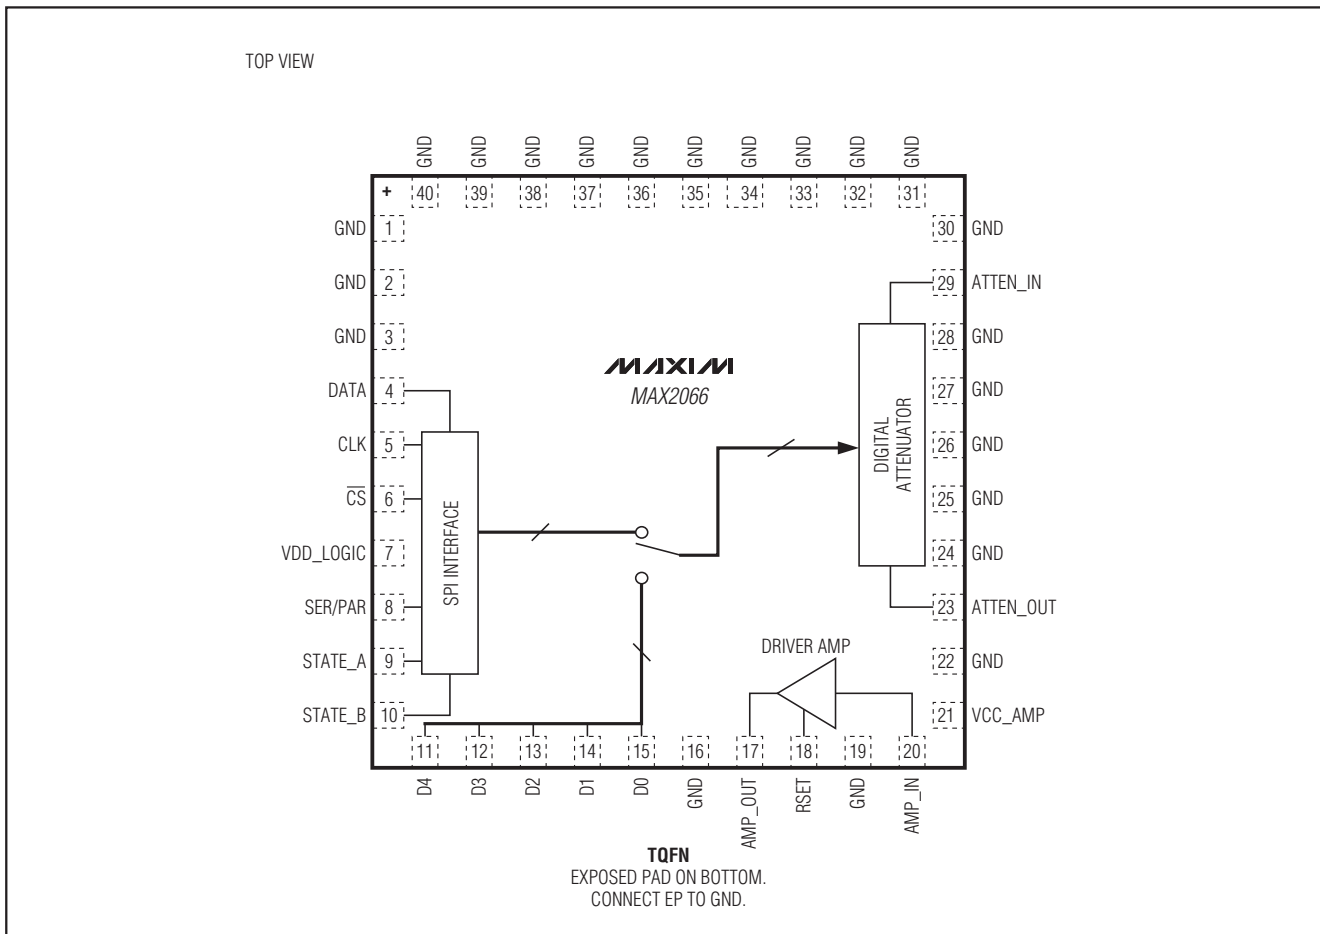 TOP VIEW
GND GND GND GND GND GND GND GND GND GND
+ 40 39 38 37 36 35 34 33 32 31
GND 1 30 GND
GND 2 29 ATTEN_IN
GND 3 28 GND
MAXIM
MAX2066
DATA 4 27 GND
CLK 5 26 GND
CS 6 25 GND
VDD_LOGIC 7 24 GND
SER/PAR 8 23 ATTEN_OUT
STATE_A 9 22 GND
STATE_B 10 21 VCC_AMP
SPI INTERFACE
DIGITAL
ATTENUATOR
DRIVER AMP
11 12 13 14 15 16 17 18 19 20
D4 D3 D2 D1 D0 GND AMP_OUT RSET GND AMP_IN
TQFN
EXPOSED PAD ON BOTTOM.
CONNECT EP TO GND.